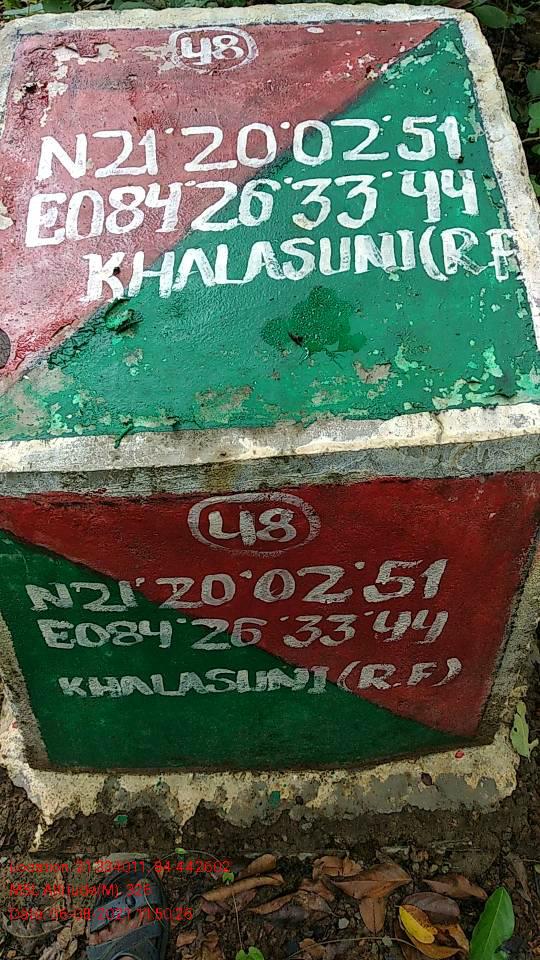 48
N21°20°02°51
E084°26°33°44
KHALASUNI(R.F
48
N21°20°02°51
E084°26°33°44
KHALASUNI (R.F)
Location: 21.334011, 84.442602
MSL Altitude(M): 326
Date: 06-08-2021 11:50:26